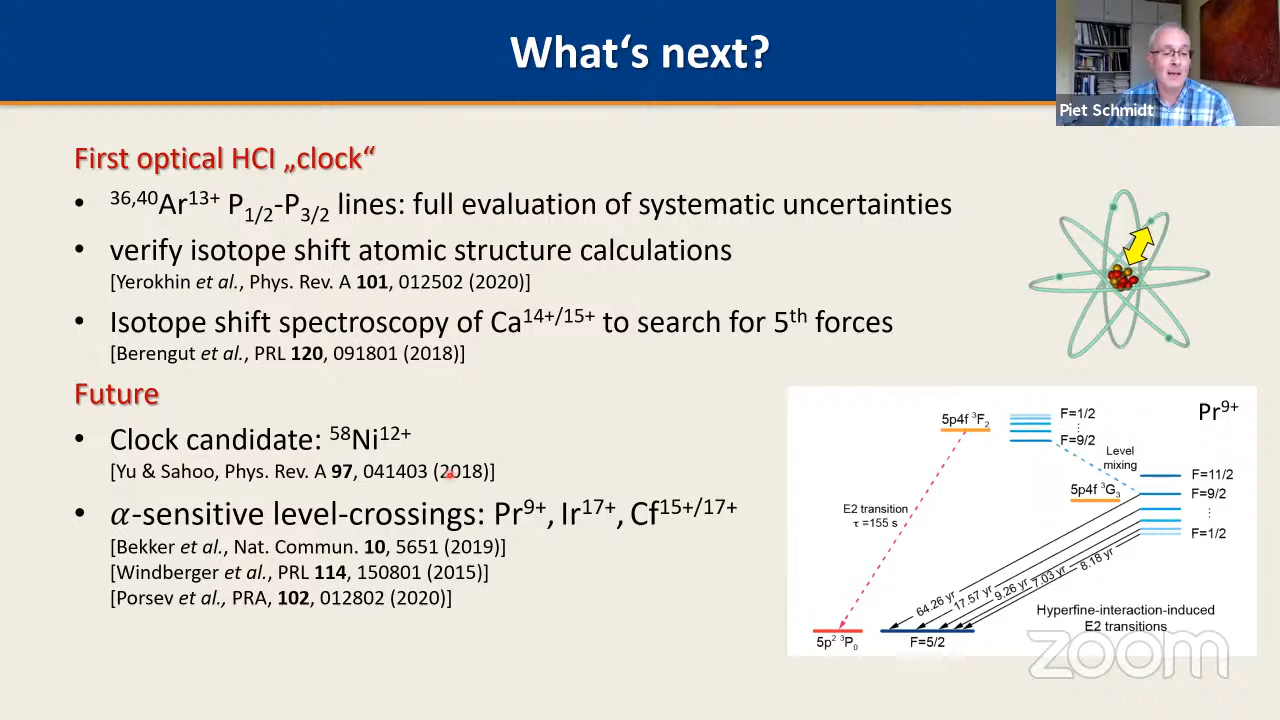 What‘s next?
Piet Schmidt
First optical HCI „clock“
• ³⁶,⁴⁰Ar¹³⁺ P₁/₂-P₃/₂ lines: full evaluation of systematic uncertainties
• verify isotope shift atomic structure calculations
[Yerokhin et al., Phys. Rev. A 101, 012502 (2020)]
• Isotope shift spectroscopy of Ca¹⁴⁺/¹⁵⁺ to search for 5ᵗʰ forces
[Berengut et al., PRL 120, 091801 (2018)]
Future
• Clock candidate: ⁵⁸Ni¹²⁺
[Yu & Sahoo, Phys. Rev. A 97, 041403 (2018)]
• α-sensitive level-crossings: Pr⁹⁺, Ir¹⁷⁺, Cf¹⁵⁺/¹⁷⁺
[Bekker et al., Nat. Commun. 10, 5651 (2019)]
[Windberger et al., PRL 114, 150801 (2015)]
[Porsev et al., PRA, 102, 012802 (2020)]
Pr⁹⁺
5p4f ³F₂
F=1/2
⋮
F=9/2
Level
mixing
F=11/2
5p4f ³G₃
F=9/2
⋮
F=1/2
E2 transition
τ =155 s
64.26 yr
17.57 yr
9.26 yr
7.03 yr
8.18 yr
Hyperfine-interaction-induced
E2 transitions
5p² ³P₀
F=5/2
zoom